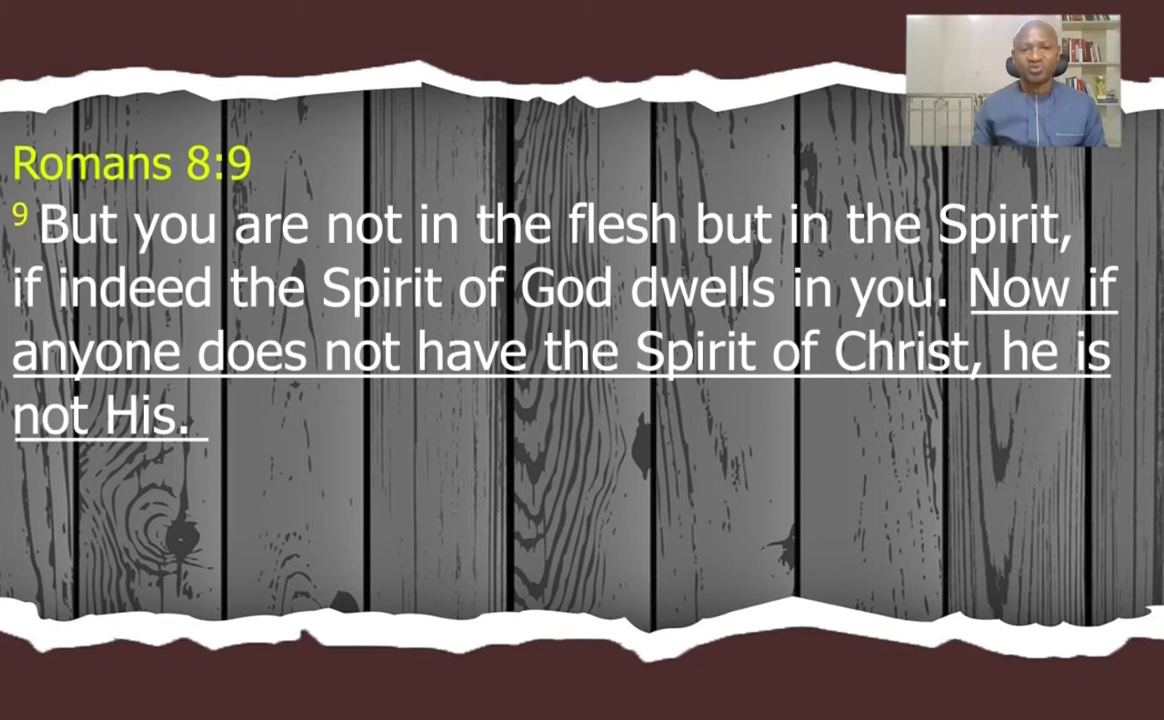 Romans 8:9
9 But you are not in the flesh but in the Spirit,
if indeed the Spirit of God dwells in you. Now if
anyone does not have the Spirit of Christ, he is
not His.